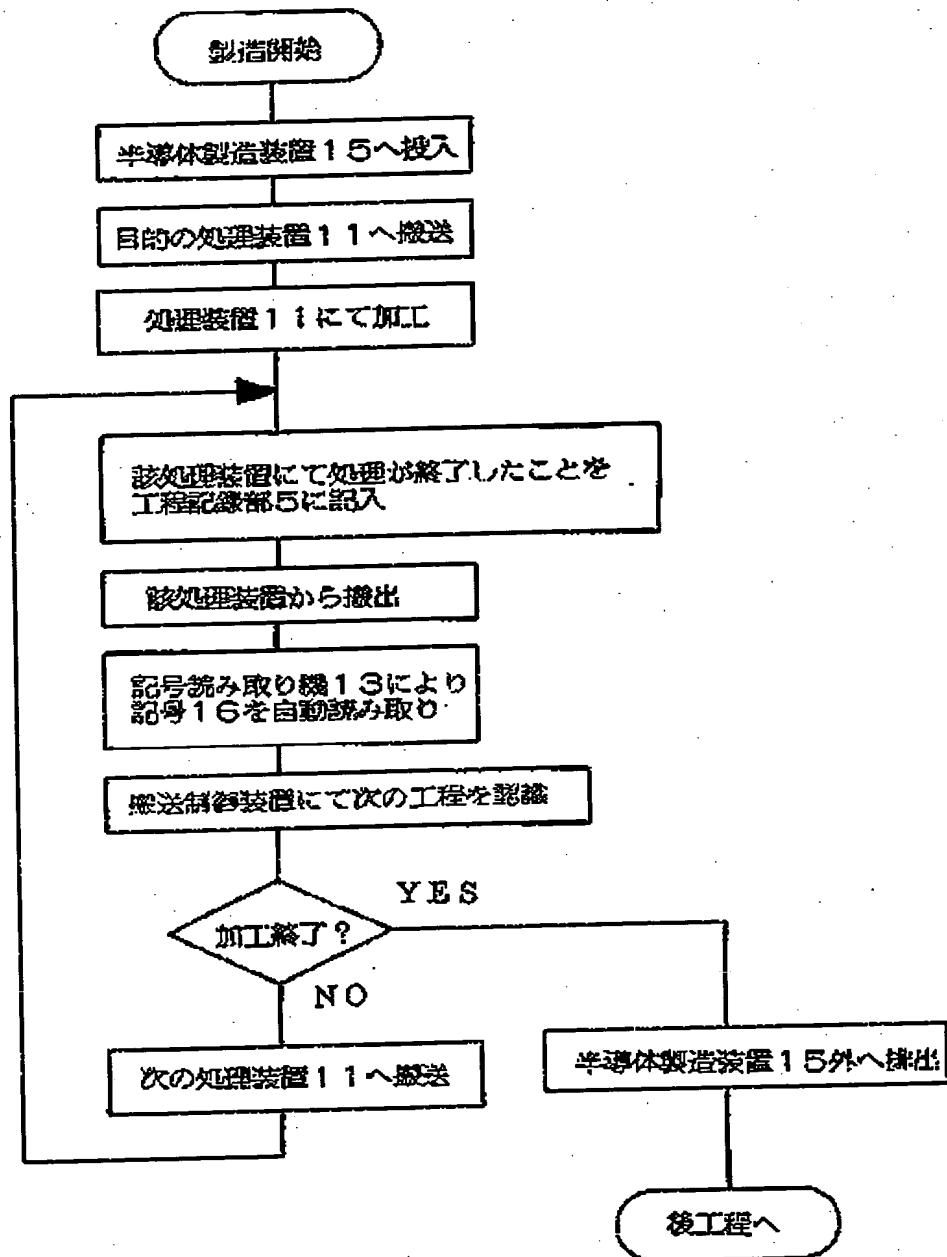 製造開始
半導体製造装置15へ投入
目的の処理装置11へ搬送
処理装置11にて加工
該処理装置にて処理が終了したことを
工程記録部5に記入
該処理装置から搬出
記号読み取り機13により
記号16を自動読み取り
搬送制御装置にて次の工程を認識
加工終了?
YES
NO
次の処理装置11へ搬送
半導体製造装置15外へ排出
後工程へ